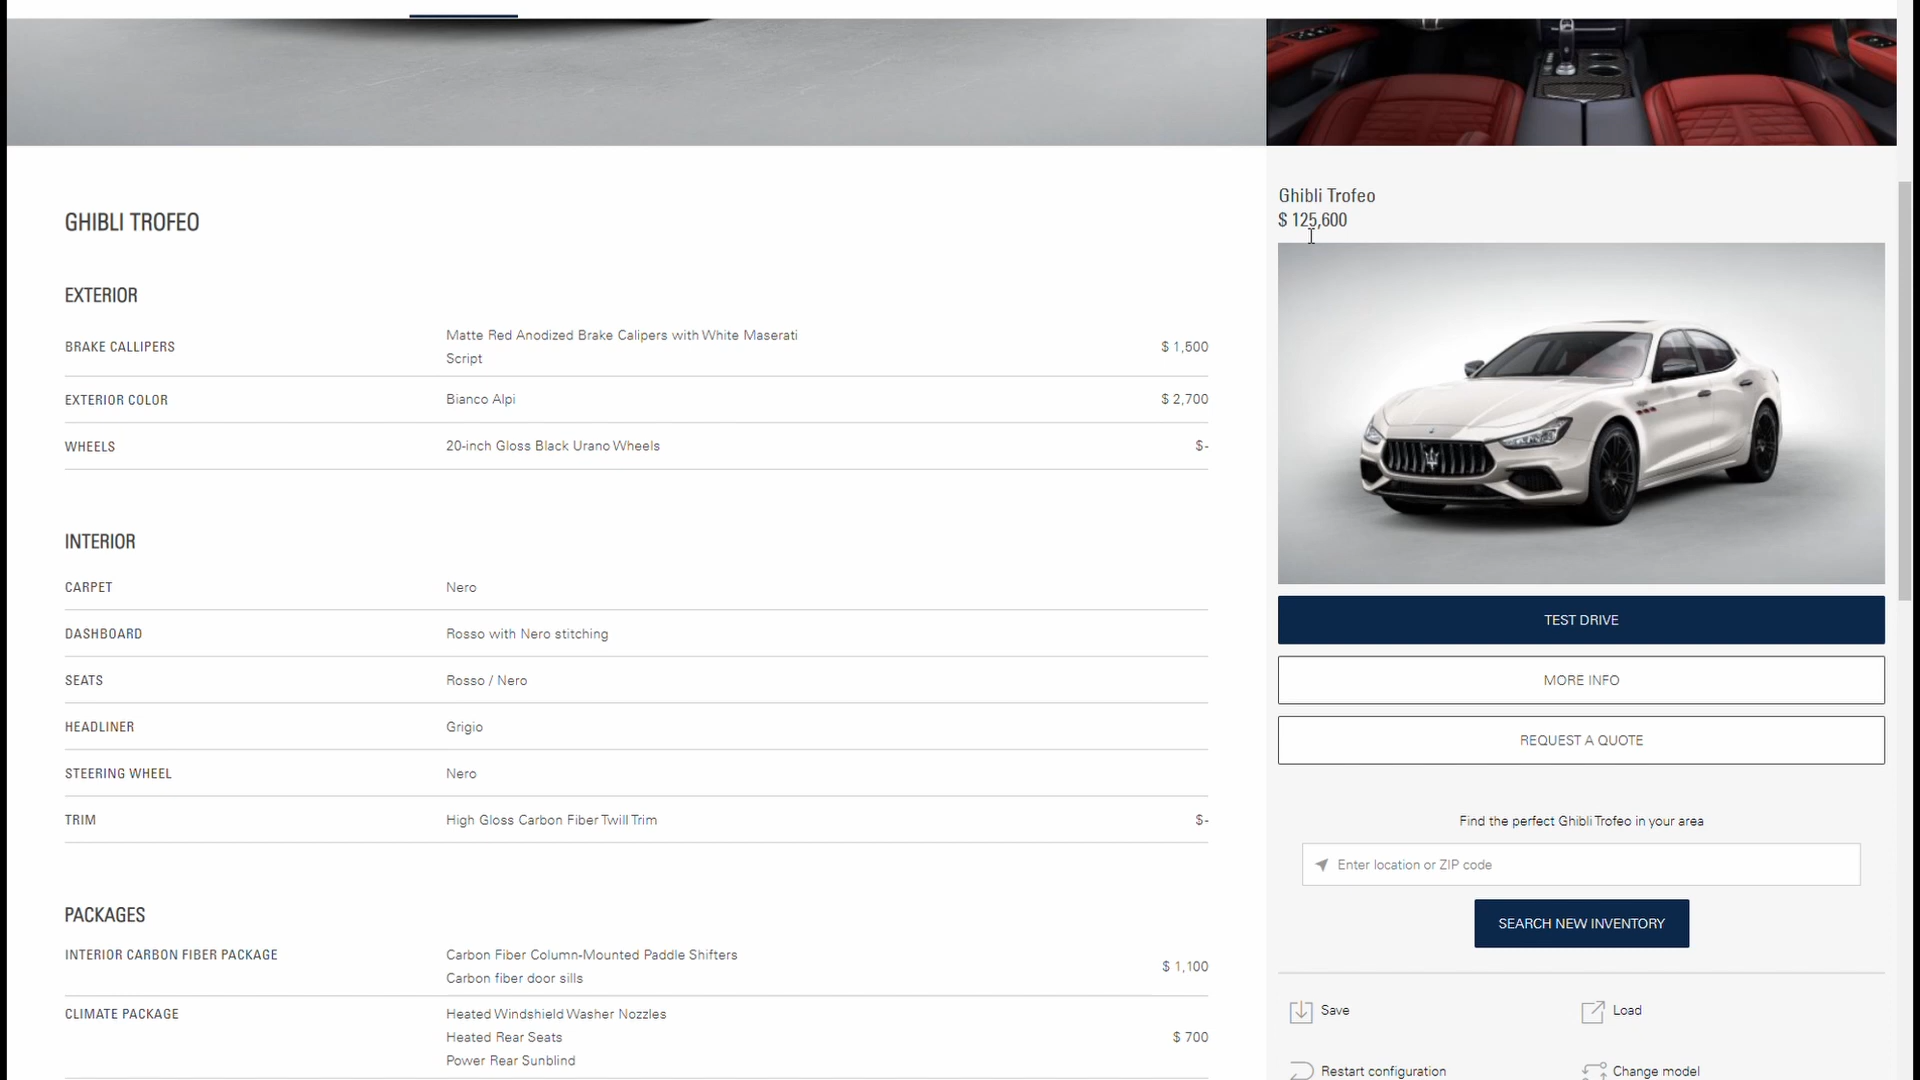 GHIBLI TROFEO
EXTERIOR
BRAKE CALLIPERS
Matte Red Anodized Brake Calipers with White Maserati
Script
$ 1,500
EXTERIOR COLOR
Bianco Alpi
$ 2,700
WHEELS
20-inch Gloss Black Urano Wheels
$-
INTERIOR
CARPET
Nero
DASHBOARD
Rosso with Nero stitching
SEATS
Rosso / Nero
HEADLINER
Grigio
STEERING WHEEL
Nero
TRIM
High Gloss Carbon Fiber Twill Trim
$-
PACKAGES
INTERIOR CARBON FIBER PACKAGE
Carbon Fiber Column-Mounted Paddle Shifters
Carbon fiber door sills
$ 1,100
CLIMATE PACKAGE
Heated Windshield Washer Nozzles
Heated Rear Seats
Power Rear Sunblind
$ 700
Ghibli Trofeo
$ 125,600
TEST DRIVE
MORE INFO
REQUEST A QUOTE
Find the perfect Ghibli Trofeo in your area
Enter location or ZIP code
SEARCH NEW INVENTORY
Save
Load
Restart configuration
Change model